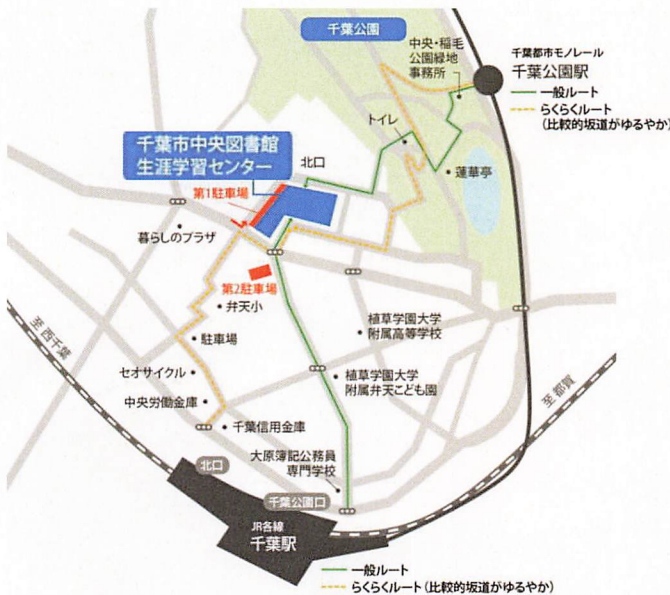 千葉公園
中央・稲毛
公園緑地
事務所
千葉都市モノレール
千葉公園駅
一般ルート
らくらくルート
(比較的坂道がゆるやか)
トイレ
千葉市中央図書館
生涯学習センター
北口
蓮華亭
第1駐車場
暮らしのプラザ
第2駐車場
弁天小
植草学園大学
附属高等学校
駐車場
至西千葉
セオサイクル
植草学園大学
附属弁天こども園
至都賀
中央労働金庫
千葉信用金庫
大原簿記公務員
専門学校
北口
千葉公園口
JR各線
千葉駅
一般ルート
らくらくルート(比較的坂道がゆるやか)